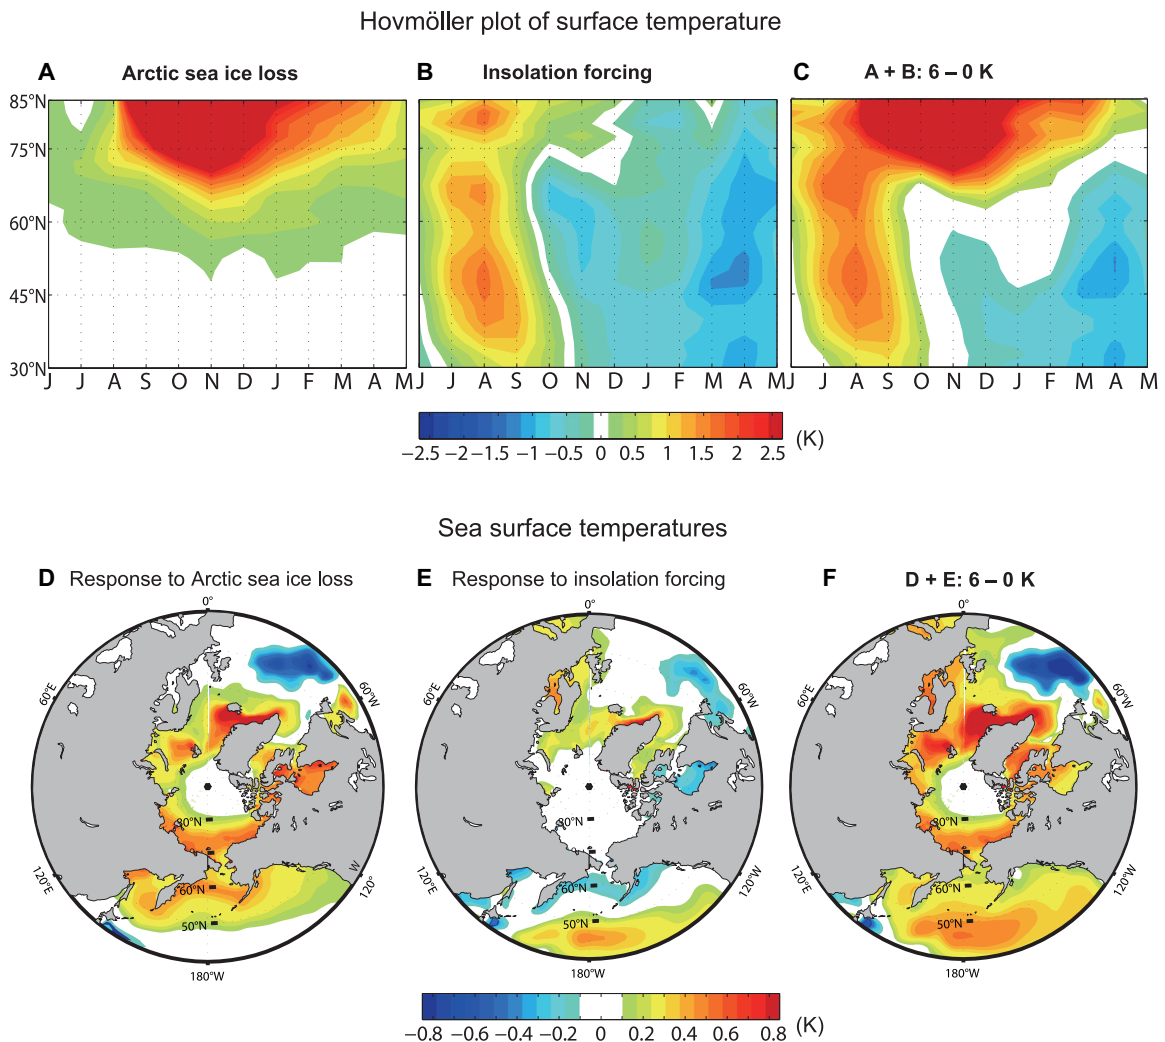 Hovmöller plot of surface temperature
A Arctic sea ice loss
B Insolation forcing
C A + B: 6 – 0 K
85°N
75°N
60°N
45°N
30°N
J J A S O N D J F M A M
J J A S O N D J F M A M
J J A S O N D J F M A M
−2.5 −2 −1.5 −1 −0.5 0 0.5 1 1.5 2 2.5 (K)
Sea surface temperatures
D Response to Arctic sea ice loss
E Response to insolation forcing
F D + E: 6 – 0 K
0°
60°E
60°W
80°N
120°E
60°N
50°N
120°
W
180°W
0°
60°E
60°W
80°N
120°E
60°N
50°N
120°W
180°W
0°
60°E
60°W
80°N
120°E
60°N
50°N
120°W
180°W
−0.8 −0.6 −0.4 −0.2 0 0.2 0.4 0.6 0.8 (K)